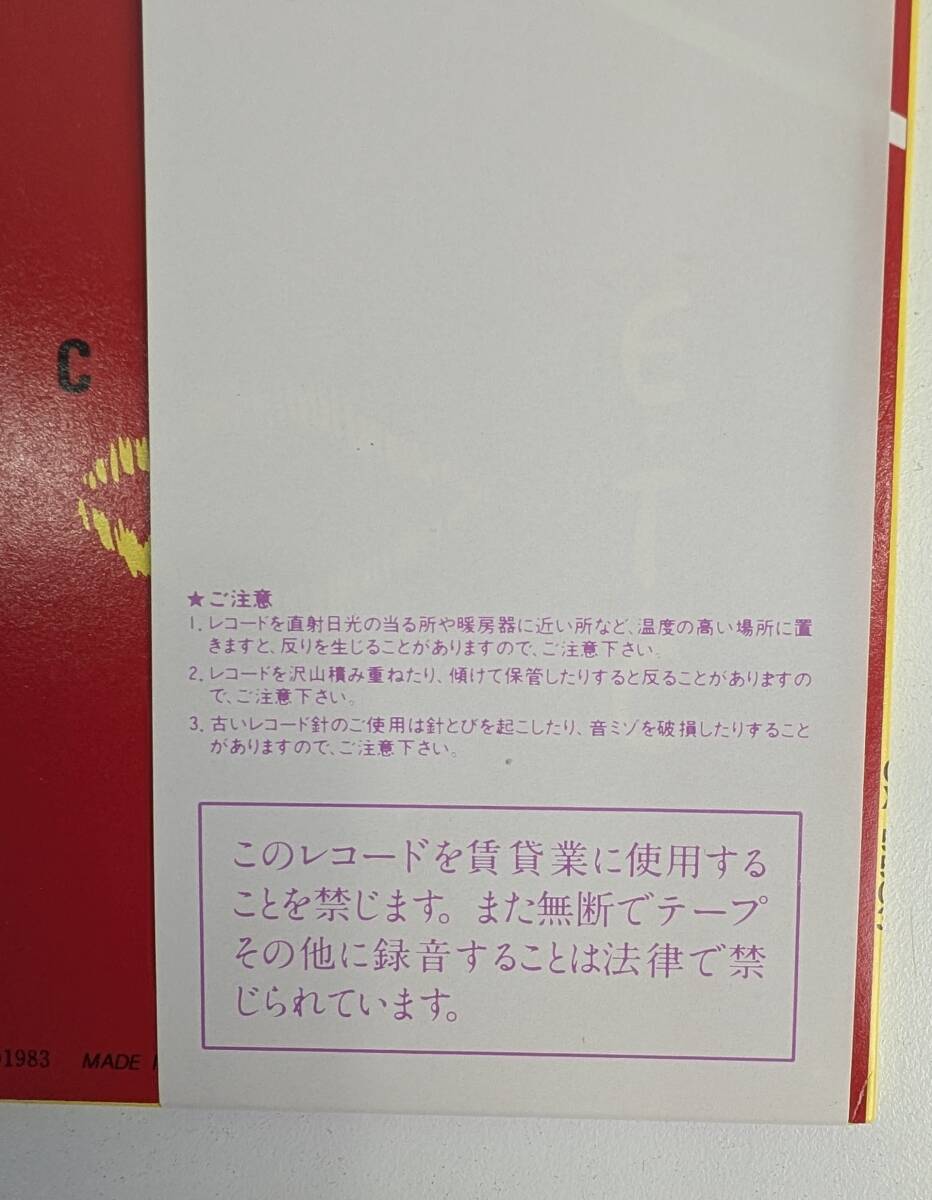 C
★ご注意
1. レコードを直射日光の当る所や暖房器に近い所など、温度の高い場所に置
きますと、反りを生じることがありますので、ご注意下さい。
2. レコードを沢山積み重ねたり、傾けて保管したりすると反ることがありますの
で、ご注意下さい。
3. 古いレコード針のご使用は針とびを起こしたり、音ミゾを破損したりすること
がありますので、ご注意下さい。
このレコードを賃貸業に使用する
ことを禁じます。また無断でテープ
その他に録音することは法律で禁
じられています。
1983 MADE